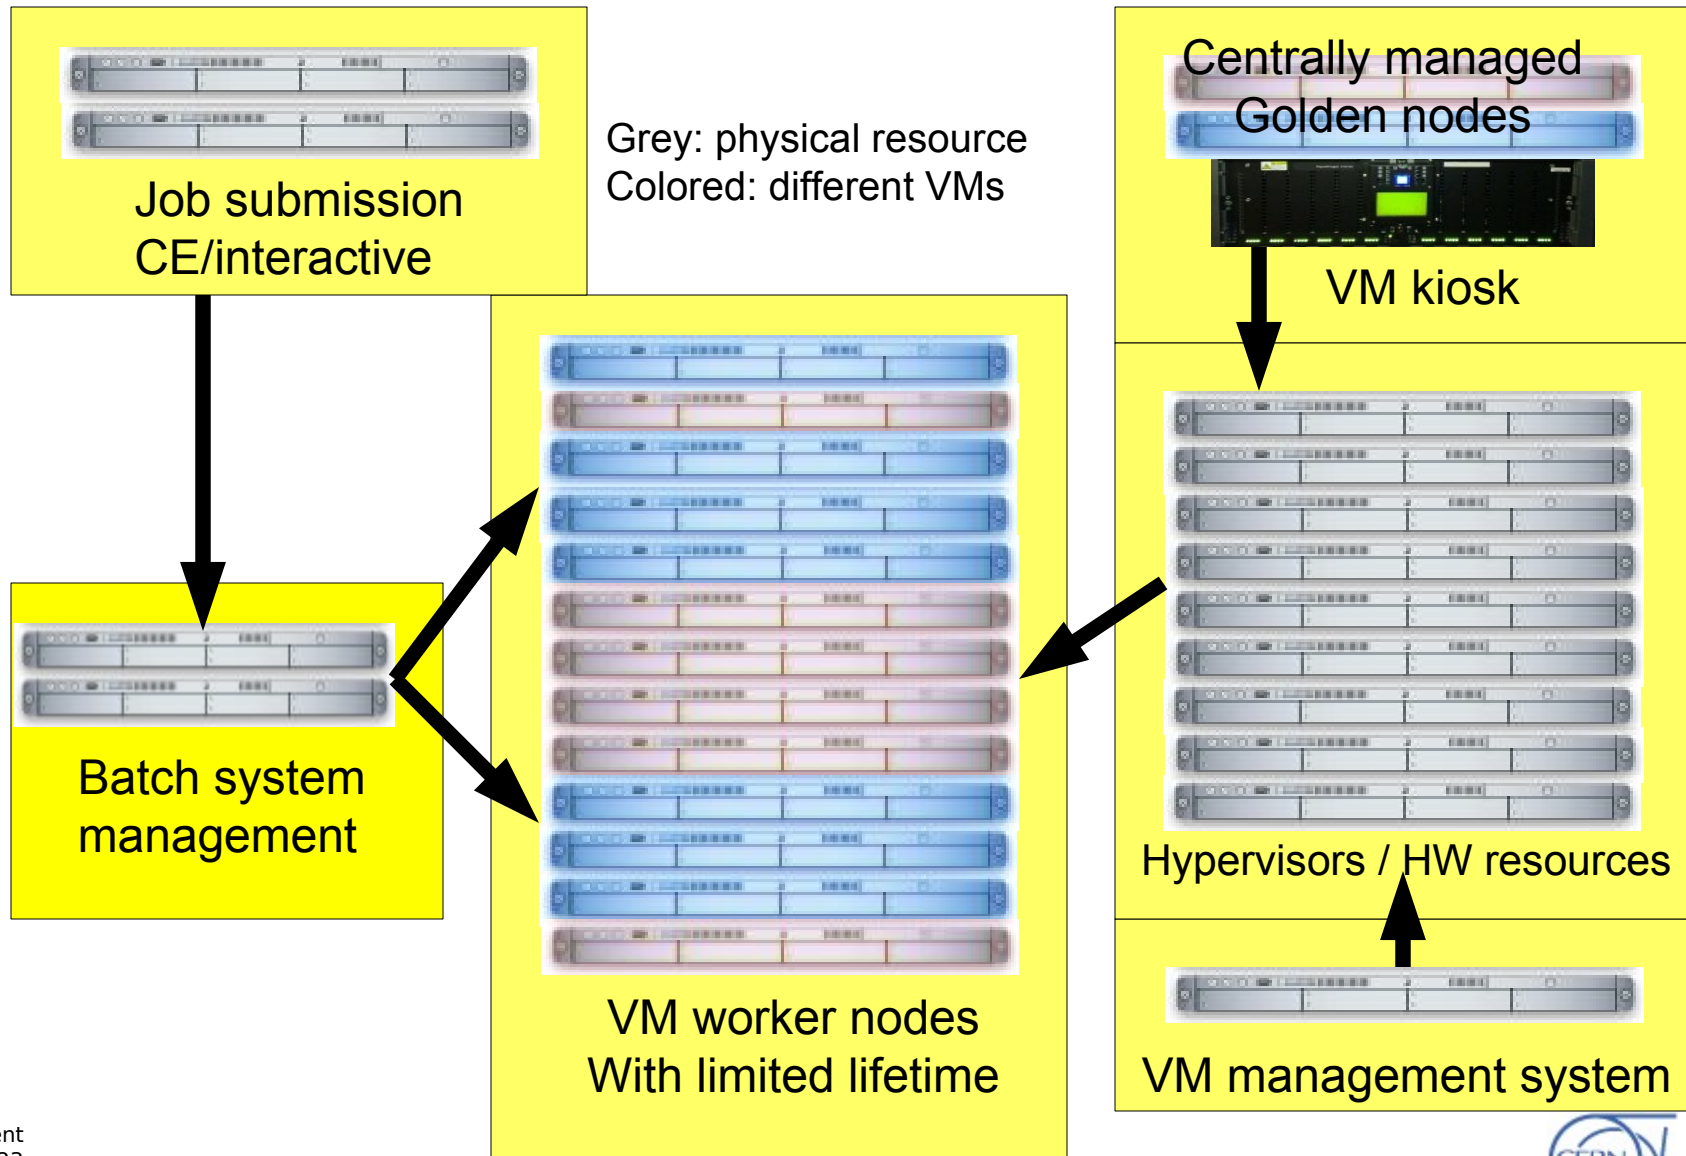 Job submission
CE/interactive
Grey: physical resource
Colored: different VMs
Centrally managed
Golden nodes
VM kiosk
Batch system
management
VM worker nodes
With limited lifetime
Hypervisors / HW resources
VM management system
CERN